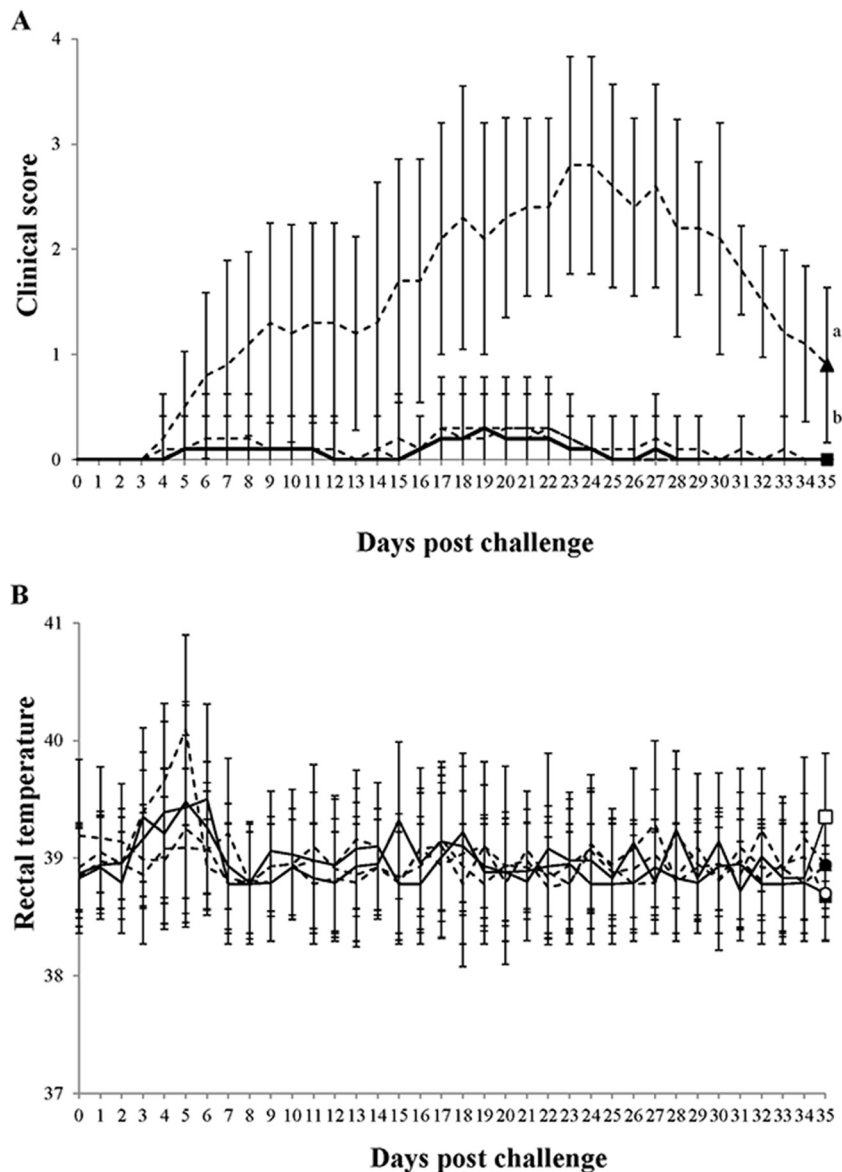 A
4
3
2
1
0
Clinical score
a
b
0 1 2 3 4 5 6 7 8 9 10 11 12 13 14 15 16 17 18 19 20 21 22 23 24 25 26 27 28 29 30 31 32 33 34 35
Days post challenge
B
41
40
39
38
37
Rectal temperature
0 1 2 3 4 5 6 7 8 9 10 11 12 13 14 15 16 17 18 19 20 21 22 23 24 25 26 27 28 29 30 31 32 33 34 35
Days post challenge